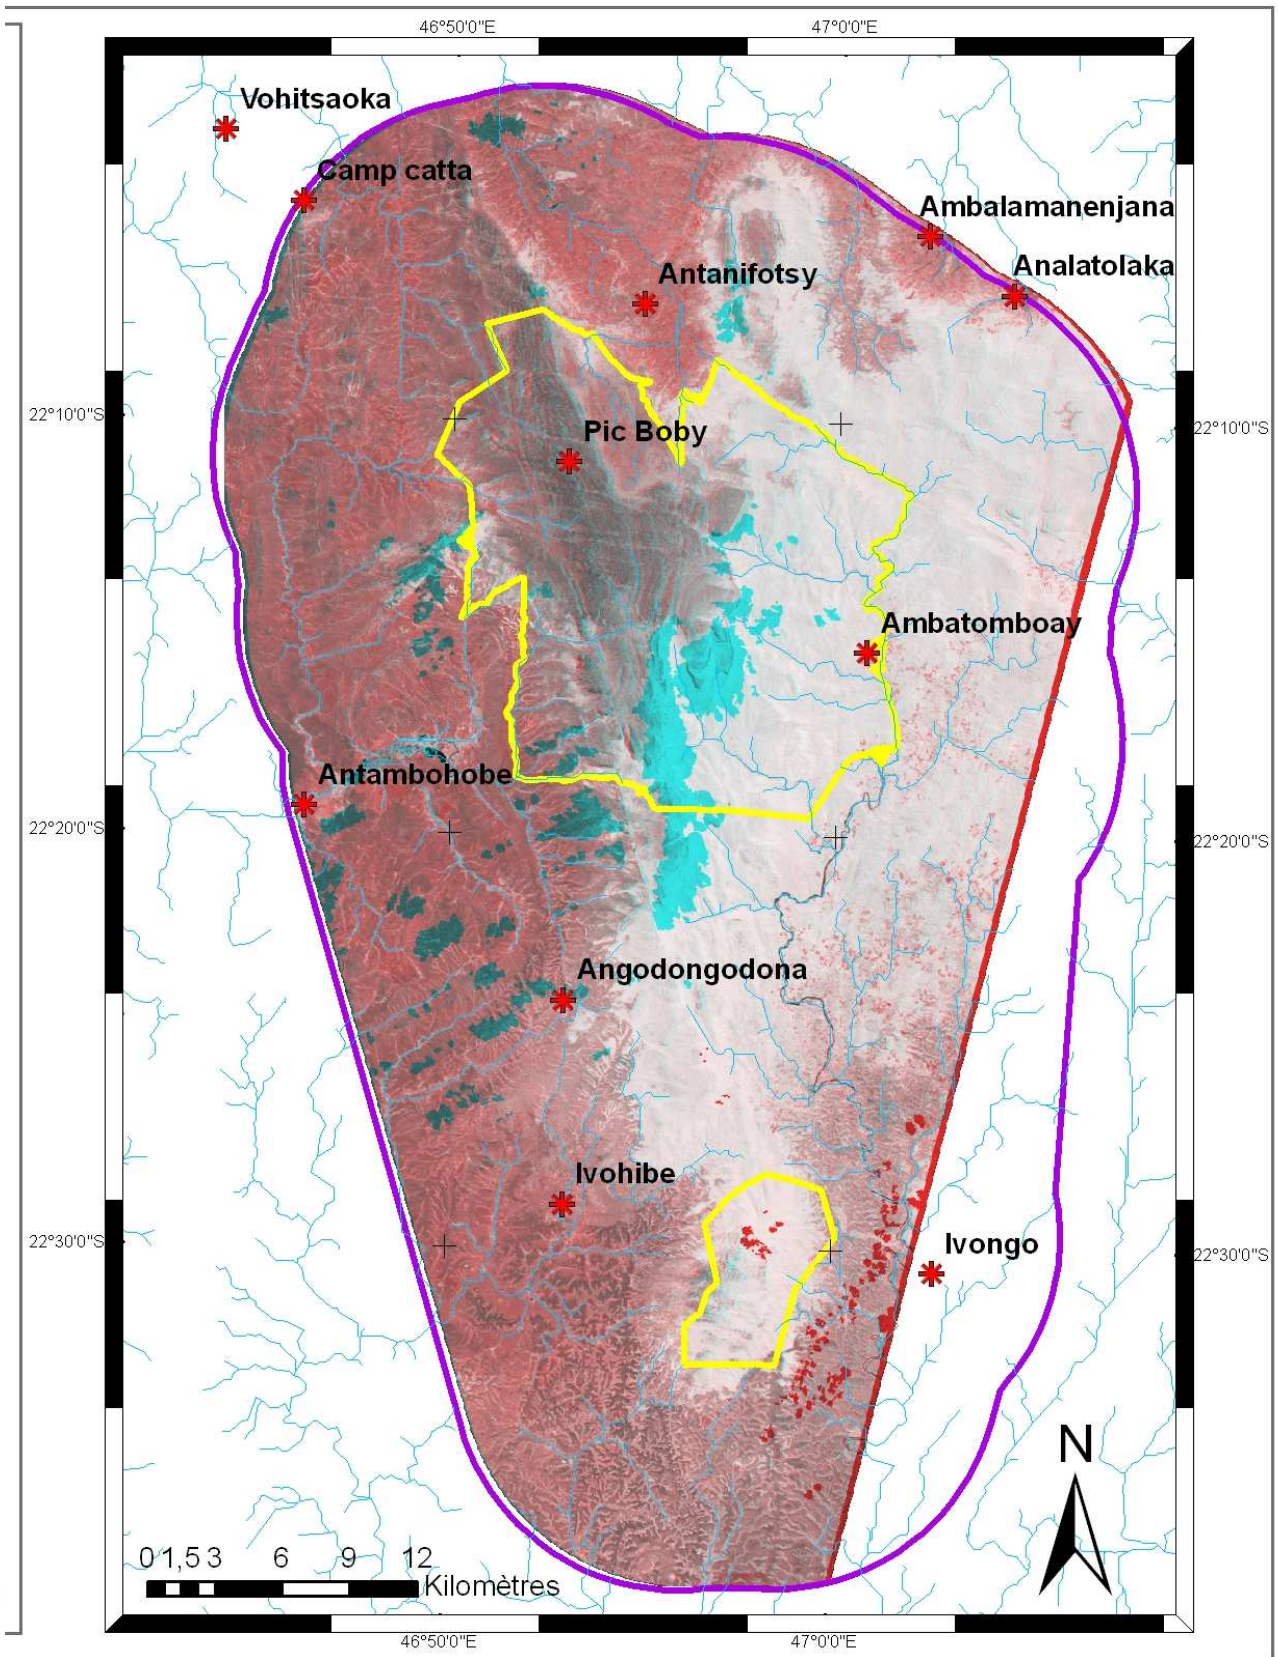 46°50'0"E 47°0'0"E
Vohitsaoka
Camp catta
Ambalamanenjana
Analatolaka
Antanifotsy
22°10'0"S 22°10'0"S
Pic Boby
Ambatomboay
Antambohobe
22°20'0"S 22°20'0"S
Angodongodona
Ivohibe
22°30'0"S 22°30'0"S
Ivongo
N
0 1,5 3 6 9 12
Kilomètres
46°50'0"E 47°0'0"E